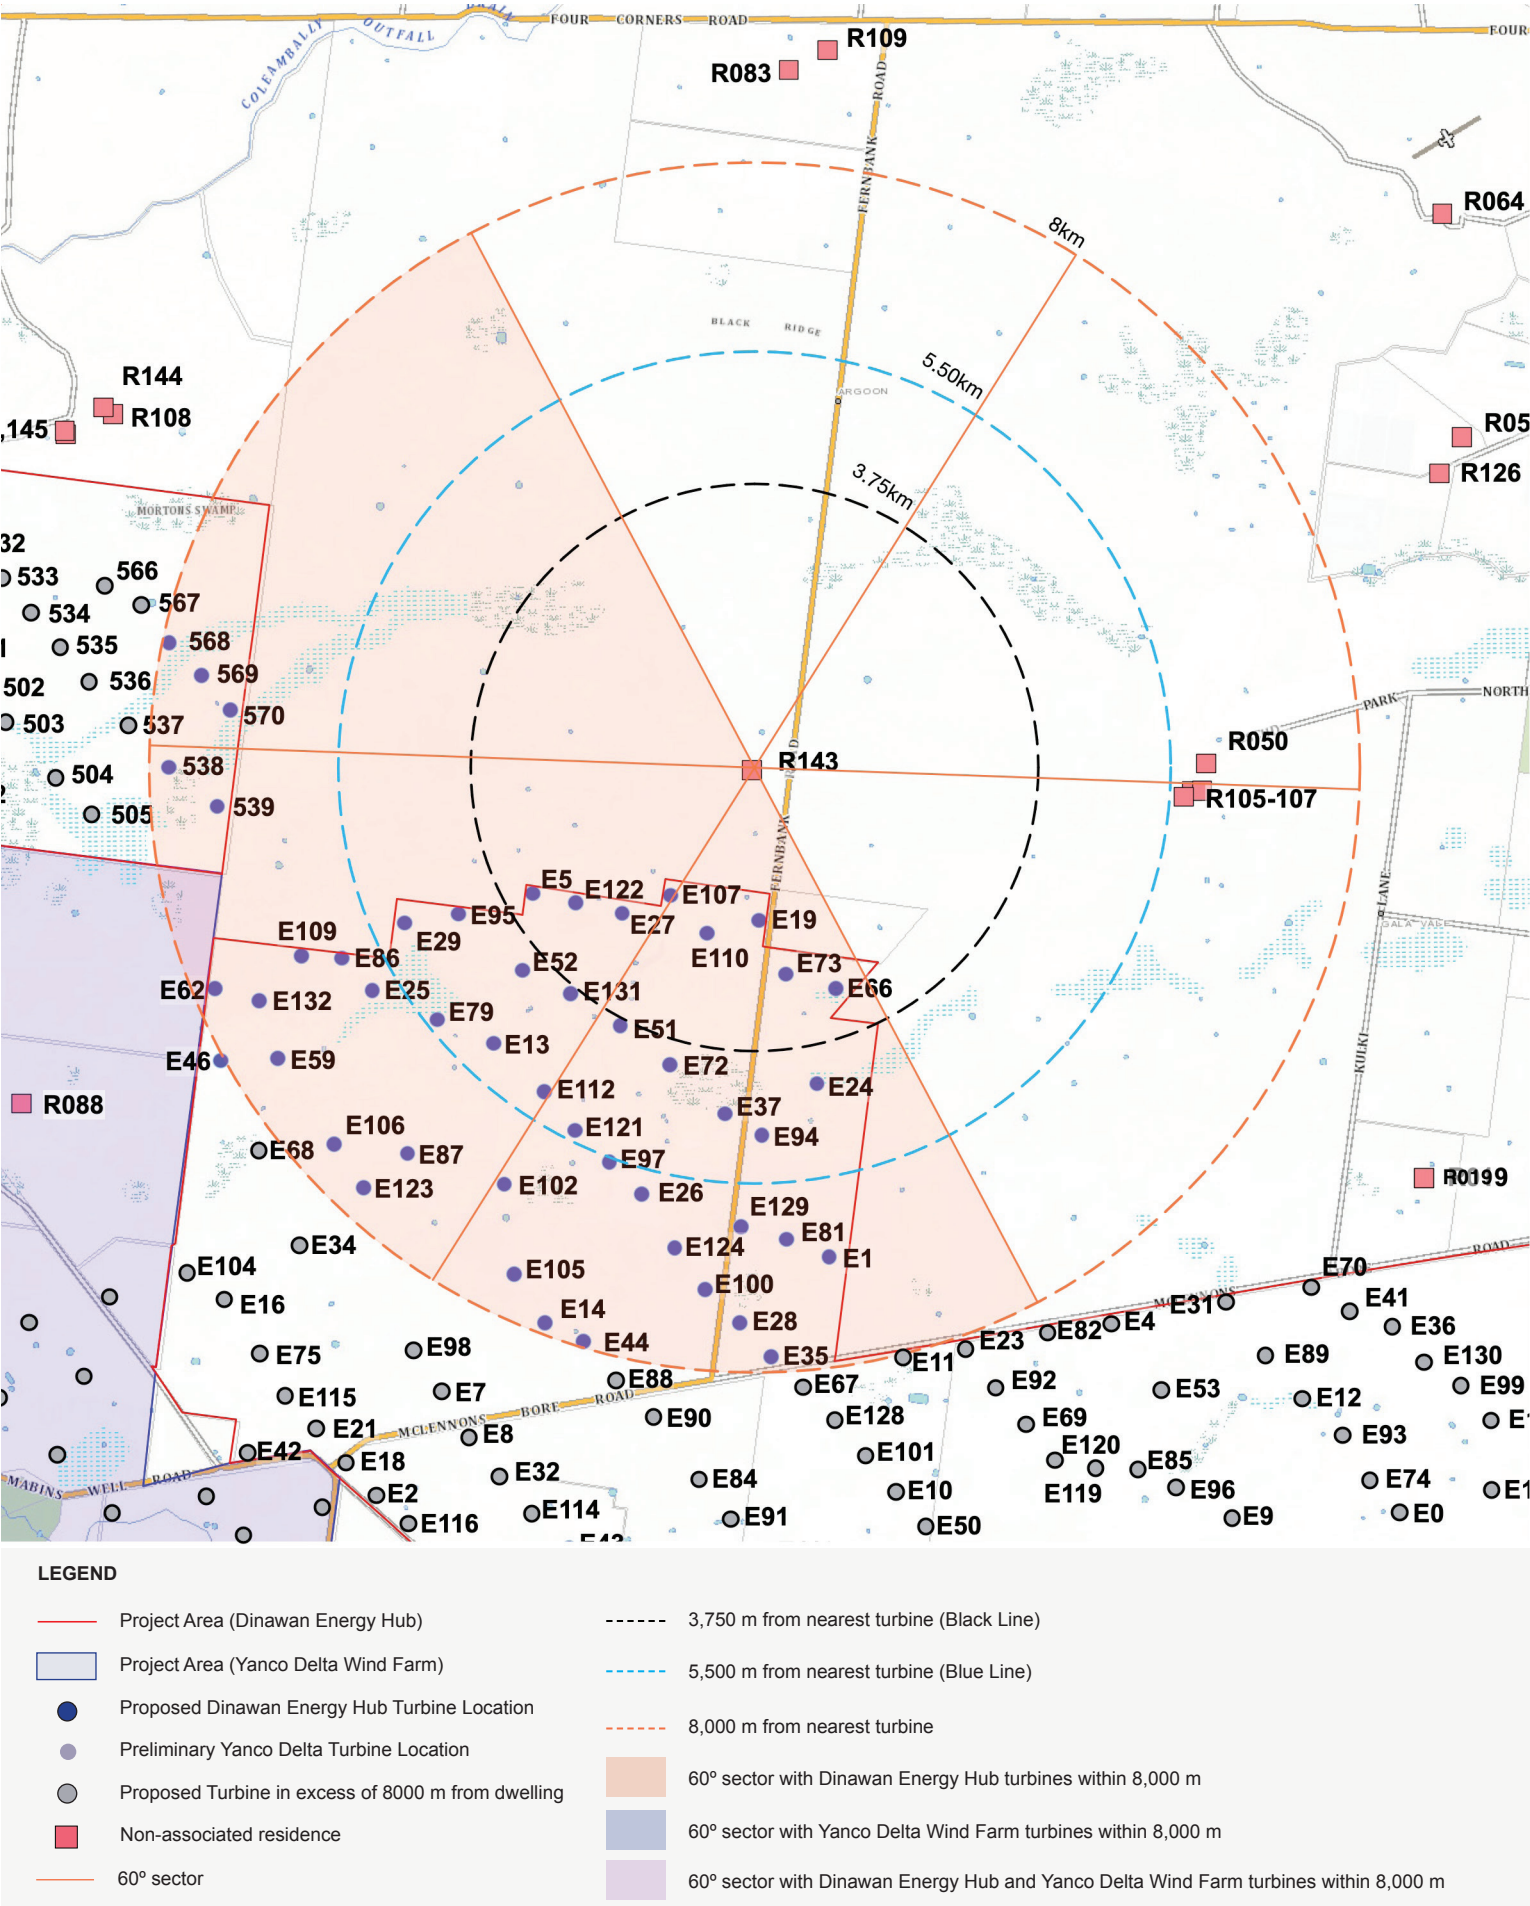 DRAIN
FOUR CORNERS ROAD
FOUR
COLEAMBALLY OUTFALL
R109
R083
ROAD
FERNBANK
R064
8km
BLACK RIDGE
5.50km
ARGOON
R144
R108
,145
R05
R126
3.75km
MORTONS SWAMP
32
533
566
534
567
535
568
569
502
536
570
503
537
PARK
NORTH
R050
R143
504
538
R105-107
505
539
FERNBANK
E5
E122
E107
E95
E27
E19
E29
E110
LANE
E109
E86
E52
E73
E62
E25
E131
E66
E132
E79
E51
E13
E46
E59
E72
KULKI
R088
E112
E24
E37
E106
E121
E94
E68
E87
E97
E123
E102
E26
R0199
E129
E34
E124
E81
E1
ROAD
E104
E105
E100
E70
E16
MCLENNONS
E31
E14
E28
E4
E41
E98
E44
E23
E82
E36
E75
E35
E11
E89
E130
E88
E67
E92
E53
E99
E115
E7
MCLENNONS BORE ROAD
E90
E128
E12
E21
E8
E69
E93
E42
E18
E101
E120
E85
MABINS WELL ROAD
E32
E84
E119
E96
E74
E2
E10
E116
E114
E91
E50
E9
E0
LEGEND
Project Area (Dinawan Energy Hub)
Project Area (Yanco Delta Wind Farm)
Proposed Dinawan Energy Hub Turbine Location
Preliminary Yanco Delta Turbine Location
Proposed Turbine in excess of 8000 m from dwelling
Non-associated residence
60º sector
3,750 m from nearest turbine (Black Line)
5,500 m from nearest turbine (Blue Line)
8,000 m from nearest turbine
60º sector with Dinawan Energy Hub turbines within 8,000 m
60º sector with Yanco Delta Wind Farm turbines within 8,000 m
60º sector with Dinawan Energy Hub and Yanco Delta Wind Farm turbines within 8,000 m